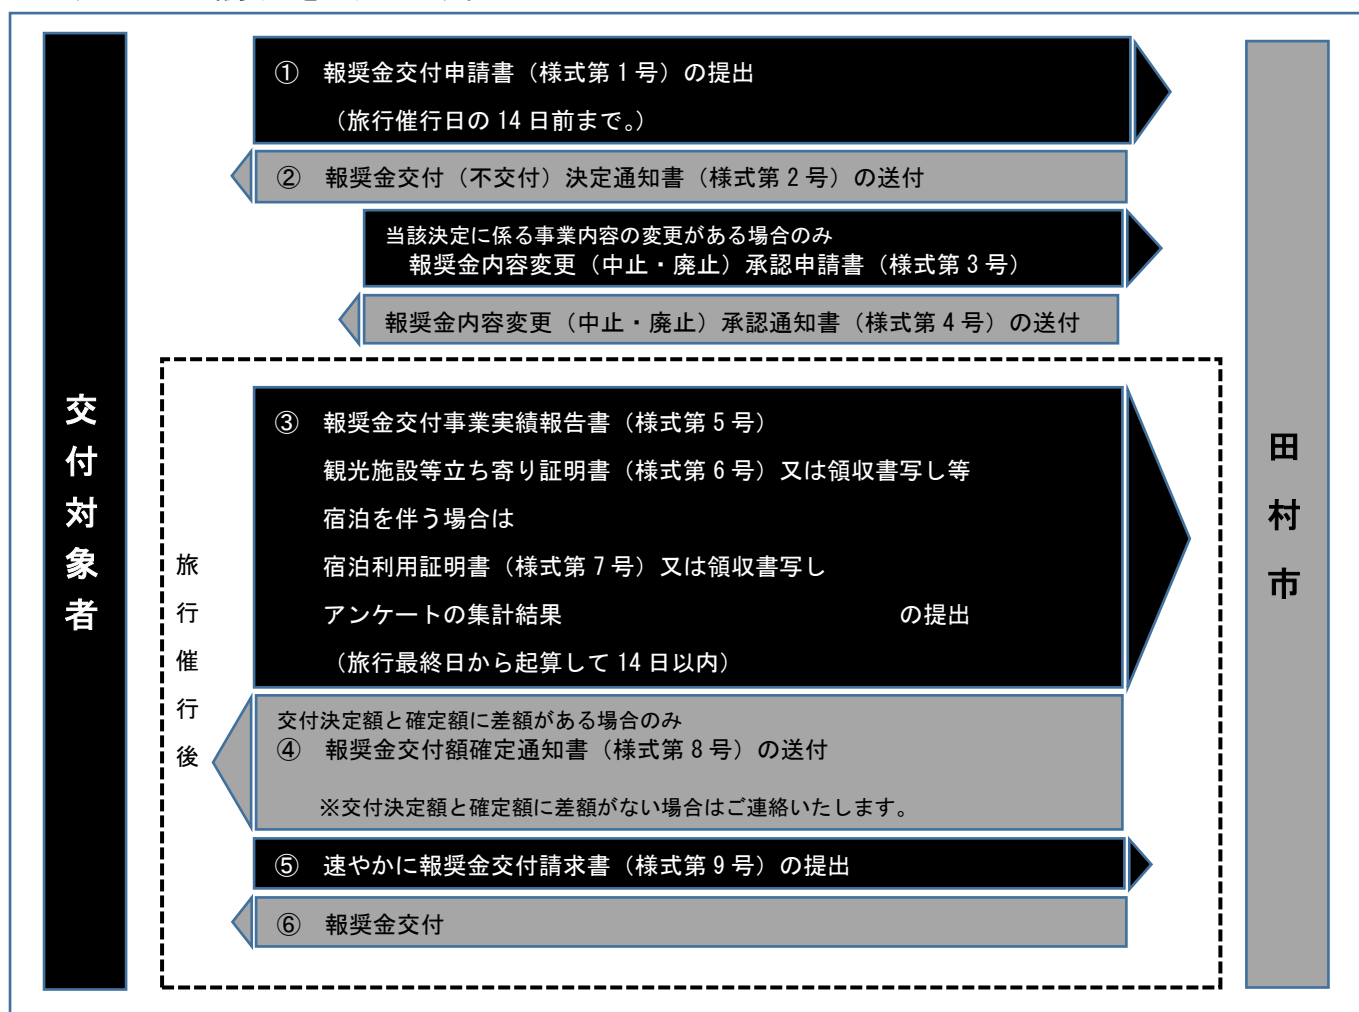 交付対象者
① 報奨金交付申請書（様式第1号）の提出
（旅行催行日の14日前まで。）
② 報奨金交付（不交付）決定通知書（様式第2号）の送付
当該決定に係る事業内容の変更がある場合のみ
報奨金内容変更（中止・廃止）承認申請書（様式第3号）
報奨金内容変更（中止・廃止）承認通知書（様式第4号）の送付
旅行催行後
③ 報奨金交付事業実績報告書（様式第5号）
観光施設等立ち寄り証明書（様式第6号）又は領収書写し等
宿泊を伴う場合は
宿泊利用証明書（様式第7号）又は領収書写し
アンケートの集計結果 の提出
（旅行最終日から起算して14日以内）
交付決定額と確定額に差額がある場合のみ
④ 報奨金交付額確定通知書（様式第8号）の送付
※交付決定額と確定額に差額がない場合はご連絡いたします。
⑤ 速やかに報奨金交付請求書（様式第9号）の提出
⑥ 報奨金交付
田村市